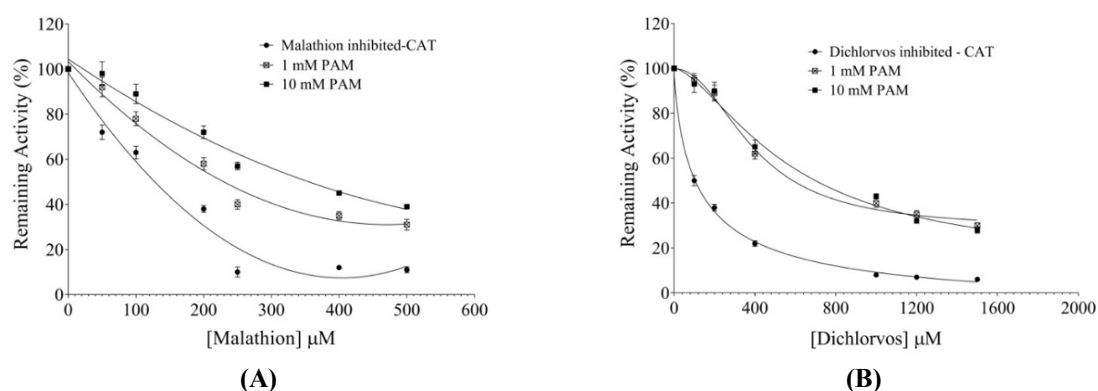 120
100
80
60
40
20
0
Remaining Activity (%)
Malathion inhibited-CAT
1 mM PAM
10 mM PAM
0 100 200 300 400 500 600
[Malathion] μM
(A)
120
100
80
60
40
20
0
Remaining Activity (%)
Dichlorvos inhibited - CAT
1 mM PAM
10 mM PAM
0 400 800 1200 1600 2000
[Dichlorvos] μM
(B)